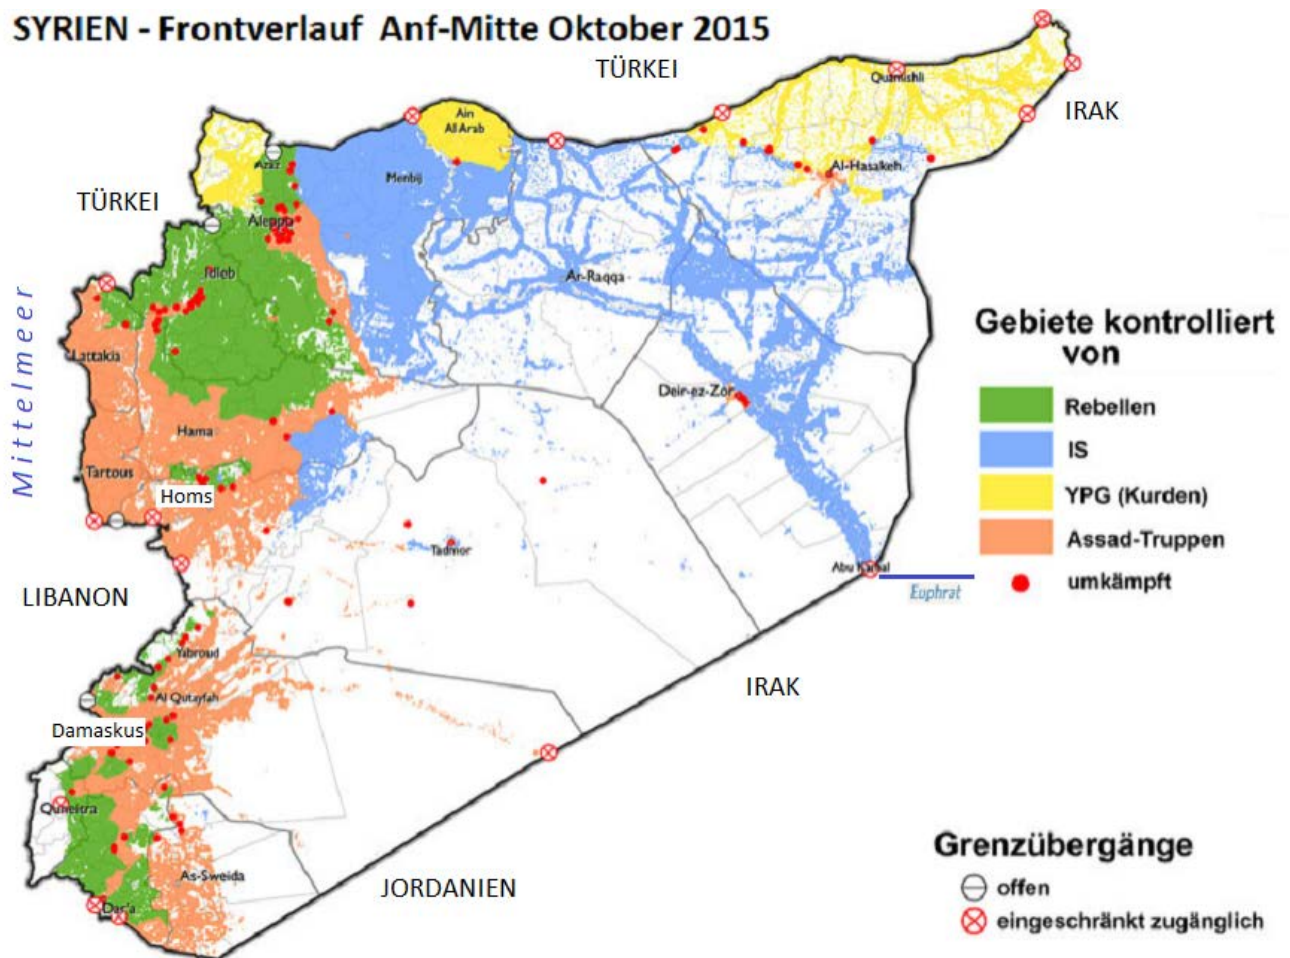 SYRIEN - Frontverlauf Anf-Mitte Oktober 2015
TÜRKEI
IRAK
Quamishli
Ain
All Arab
Azaz
Menbij
Al-Hasakeh
TÜRKEI
Aleppo
Idleb
Ar-Raqqa
Mittelmeer
Lattakia
Deir-ez-Zor
Hama
Tartous
Homs
Tadmor
Abu Kamal
Euphrat
LIBANON
Yabroud
IRAK
Al Qutayfah
Damaskus
Quneitra
As-Sweida
JORDANIEN
Dar'a
Gebiete kontrolliert
von
Rebellen
IS
YPG (Kurden)
Assad-Truppen
umkämpft
Grenzübergänge
offen
eingeschränkt zugänglich